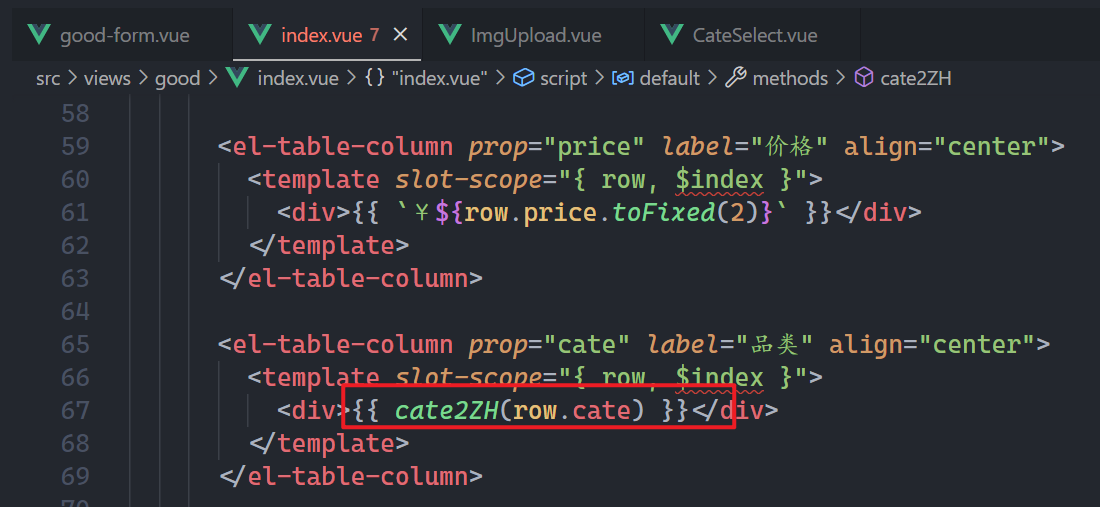 good-form.vue index.vue 7 × ImgUpload.vue CateSelect.vue
src > views > good > index.vue > {} "index.vue" > script > default > methods > cate2ZH
58
59 <el-table-column prop="price" label="价格" align="center">
60 <template slot-scope="{ row, $index }">
61 <div>{{ `¥${row.price.toFixed(2)}` }}</div>
62 </template>
63 </el-table-column>
64
65 <el-table-column prop="cate" label="品类" align="center">
66 <template slot-scope="{ row, $index }">
67 <div>{{ cate2ZH(row.cate) }}</div>
68 </template>
69 </el-table-column>